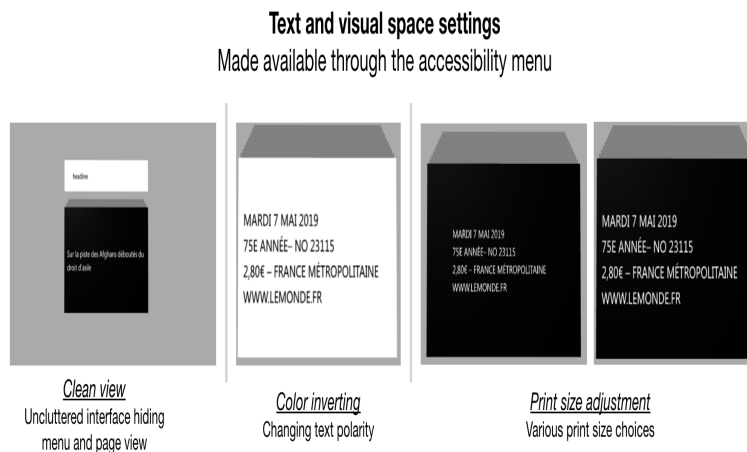 Text and visual space settings
Made available through the accessibility menu
headline
Sur la piste des Afghans déboutés du
droit d'asile
MARDI 7 MAI 2019
75E ANNÉE– NO 23115
2,80€ – FRANCE MÉTROPOLITAINE
WWW.LEMONDE.FR
MARDI 7 MAI 2019
75E ANNÉE– NO 23115
2,80€ – FRANCE MÉTROPOLITAINE
WWW.LEMONDE.FR
MARDI 7 MAI 2019
75E ANNÉE– NO 23115
2,80€ – FRANCE MÉTROPOLITAINE
WWW.LEMONDE.FR
Clean view
Uncluttered interface hiding
menu and page view
Color inverting
Changing text polarity
Print size adjustment
Various print size choices